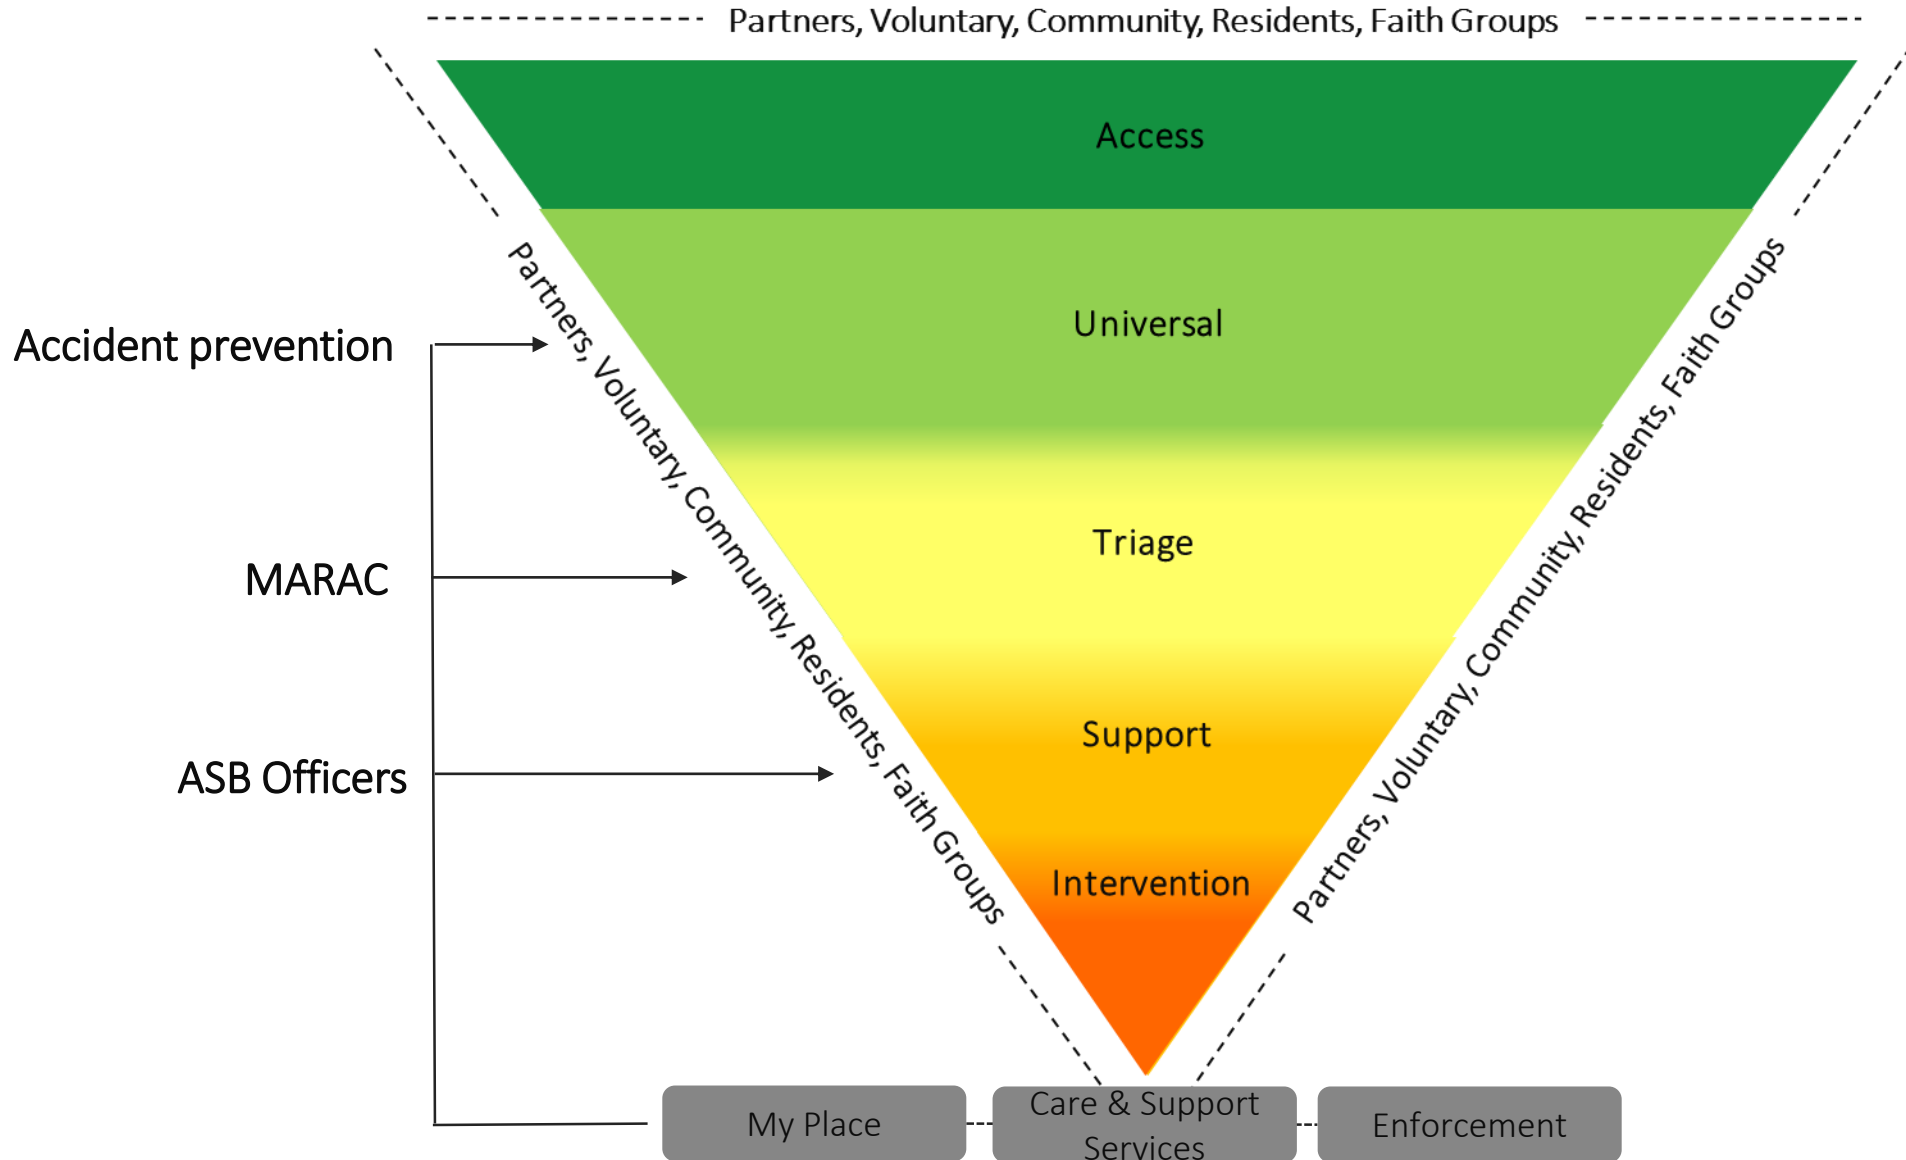 Partners, Voluntary, Community, Residents, Faith Groups
Access
Universal
Triage
Support
Intervention
Partners, Voluntary, Community, Residents, Faith Groups
Partners, Voluntary, Community, Residents, Faith Groups
Accident prevention
MARAC
ASB Officers
My Place
Care & Support
Services
Enforcement